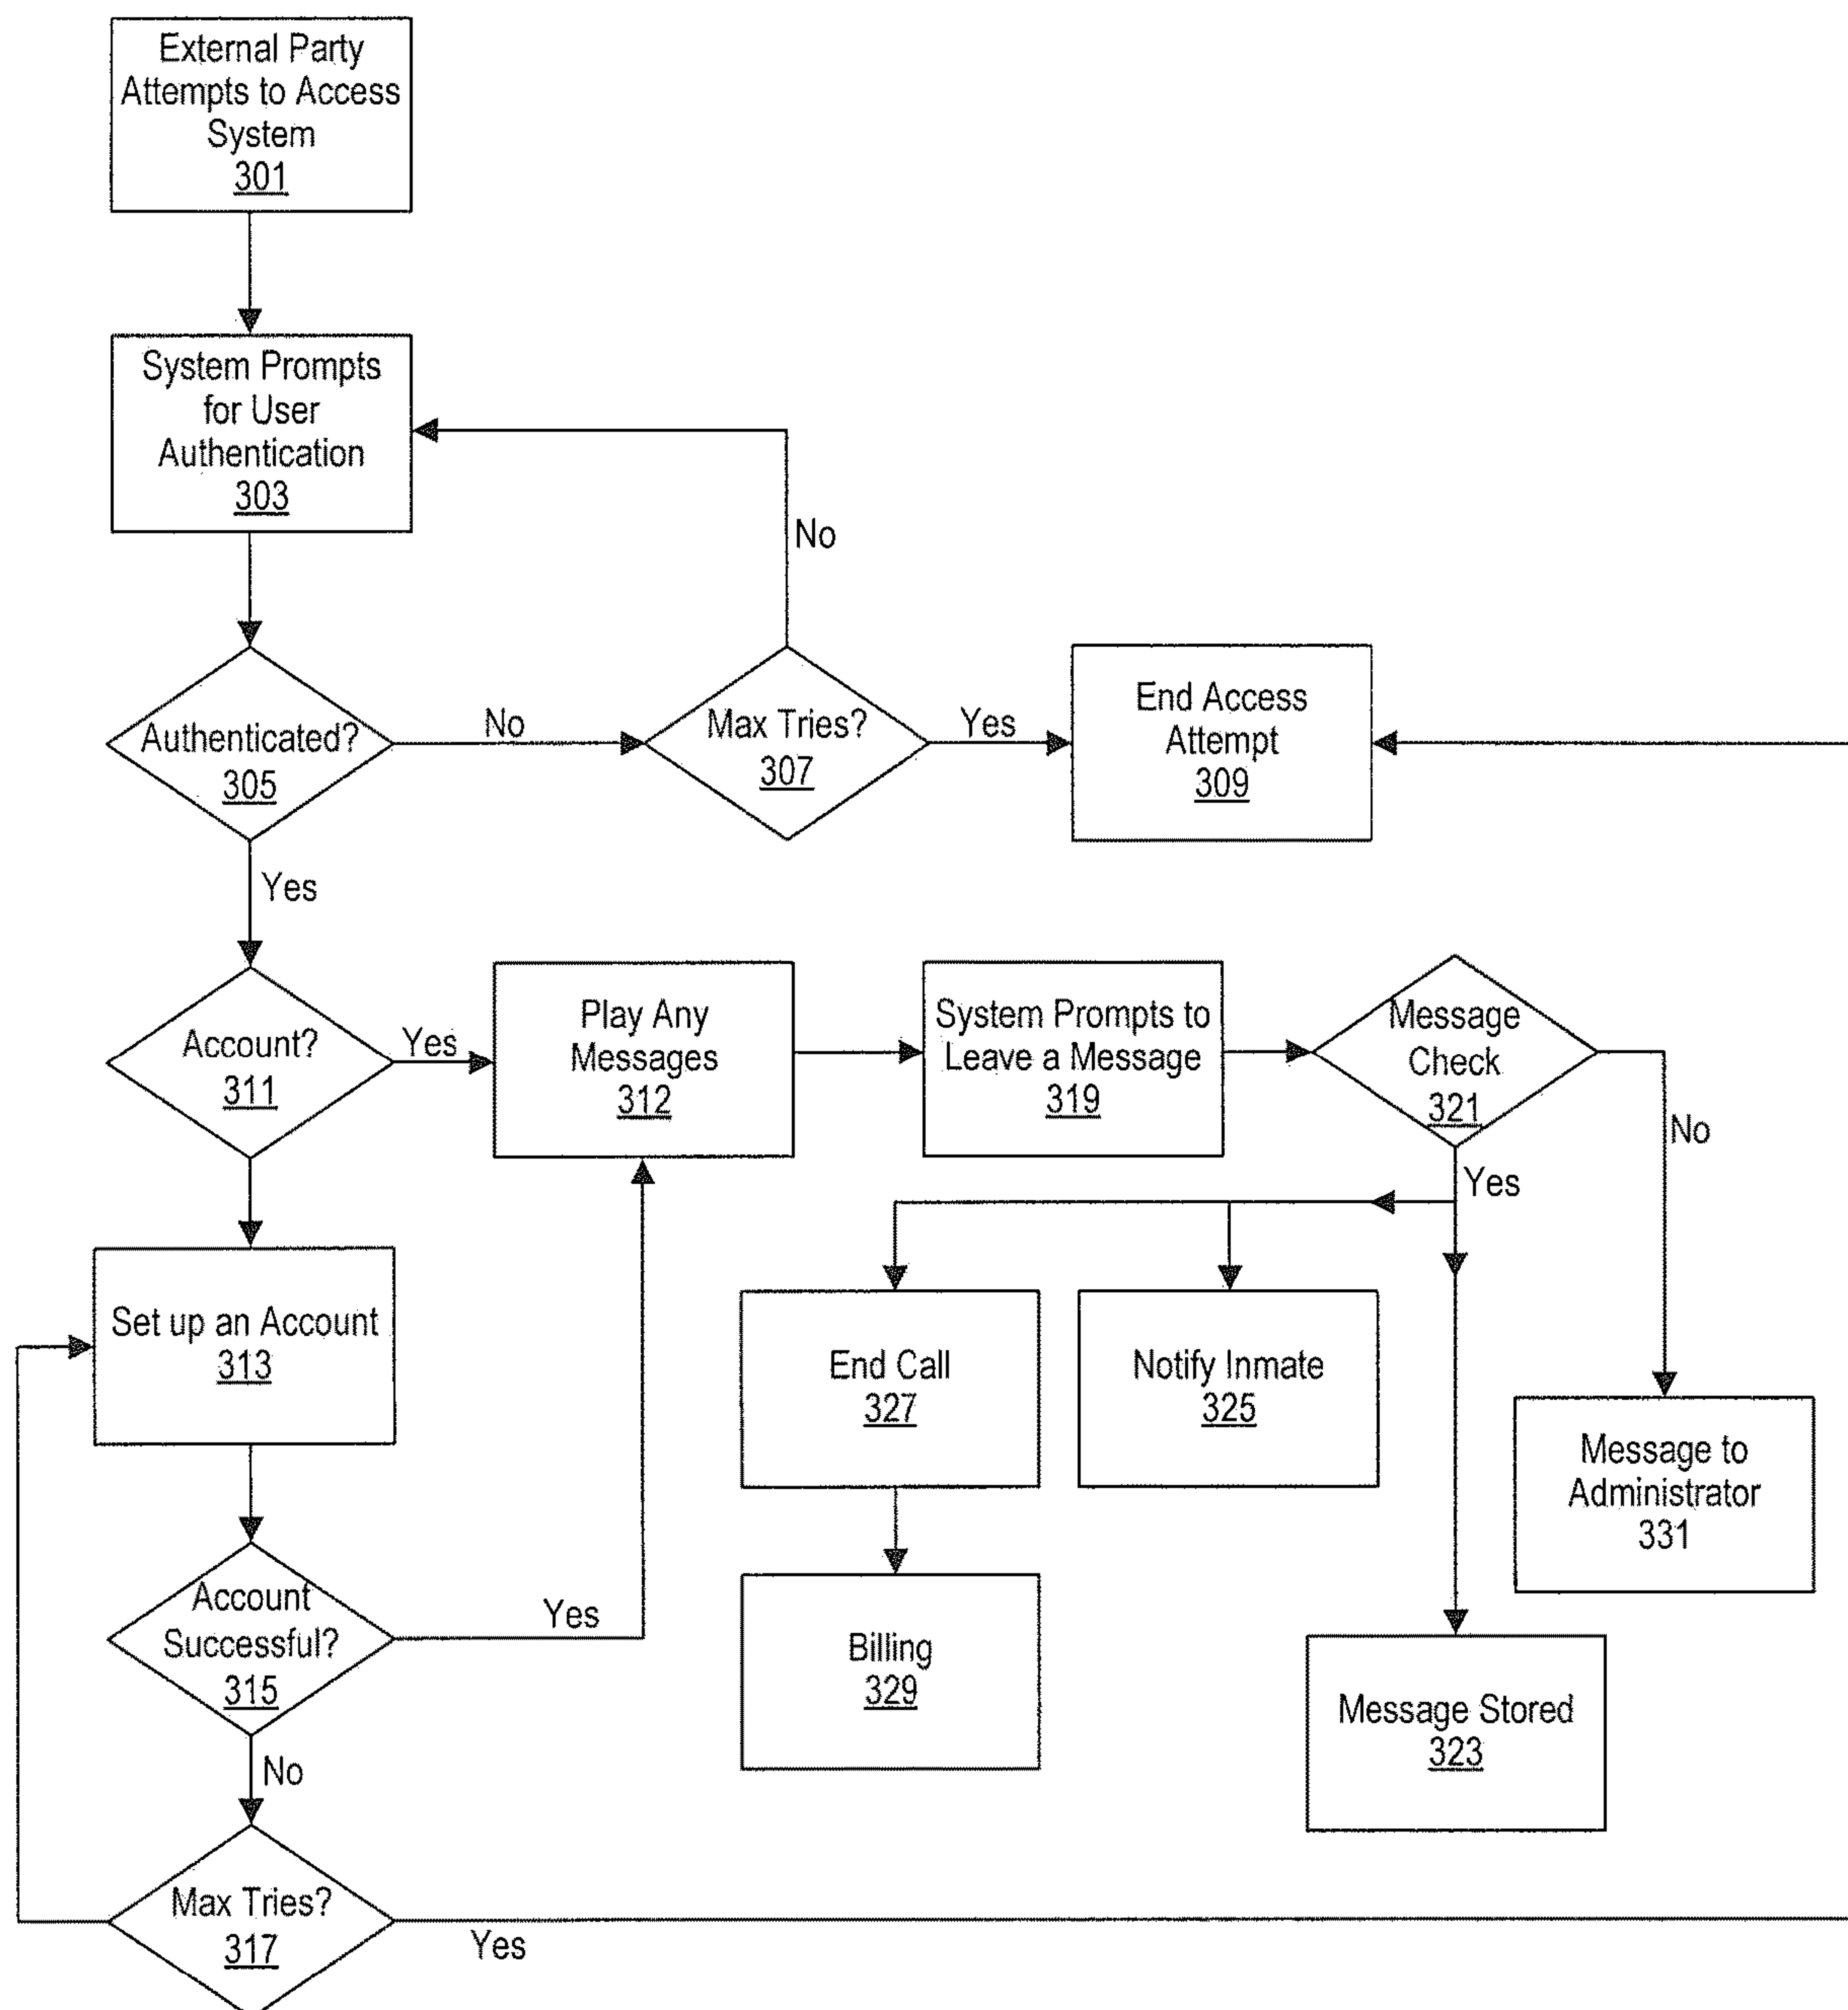 External Party
Attempts to Access
System
301
System Prompts
for User
Authentication
303
No
Authenticated?
305
No
Max Tries?
307
Yes
End Access
Attempt
309
Yes
Account?
311
Yes
Play Any
Messages
312
System Prompts to
Leave a Message
319
Message
Check
321
No
Yes
Set up an Account
313
End Call
327
Notify Inmate
325
Message to
Administrator
331
Account
Successful?
315
Yes
Billing
329
Message Stored
323
No
Max Tries?
317
Yes